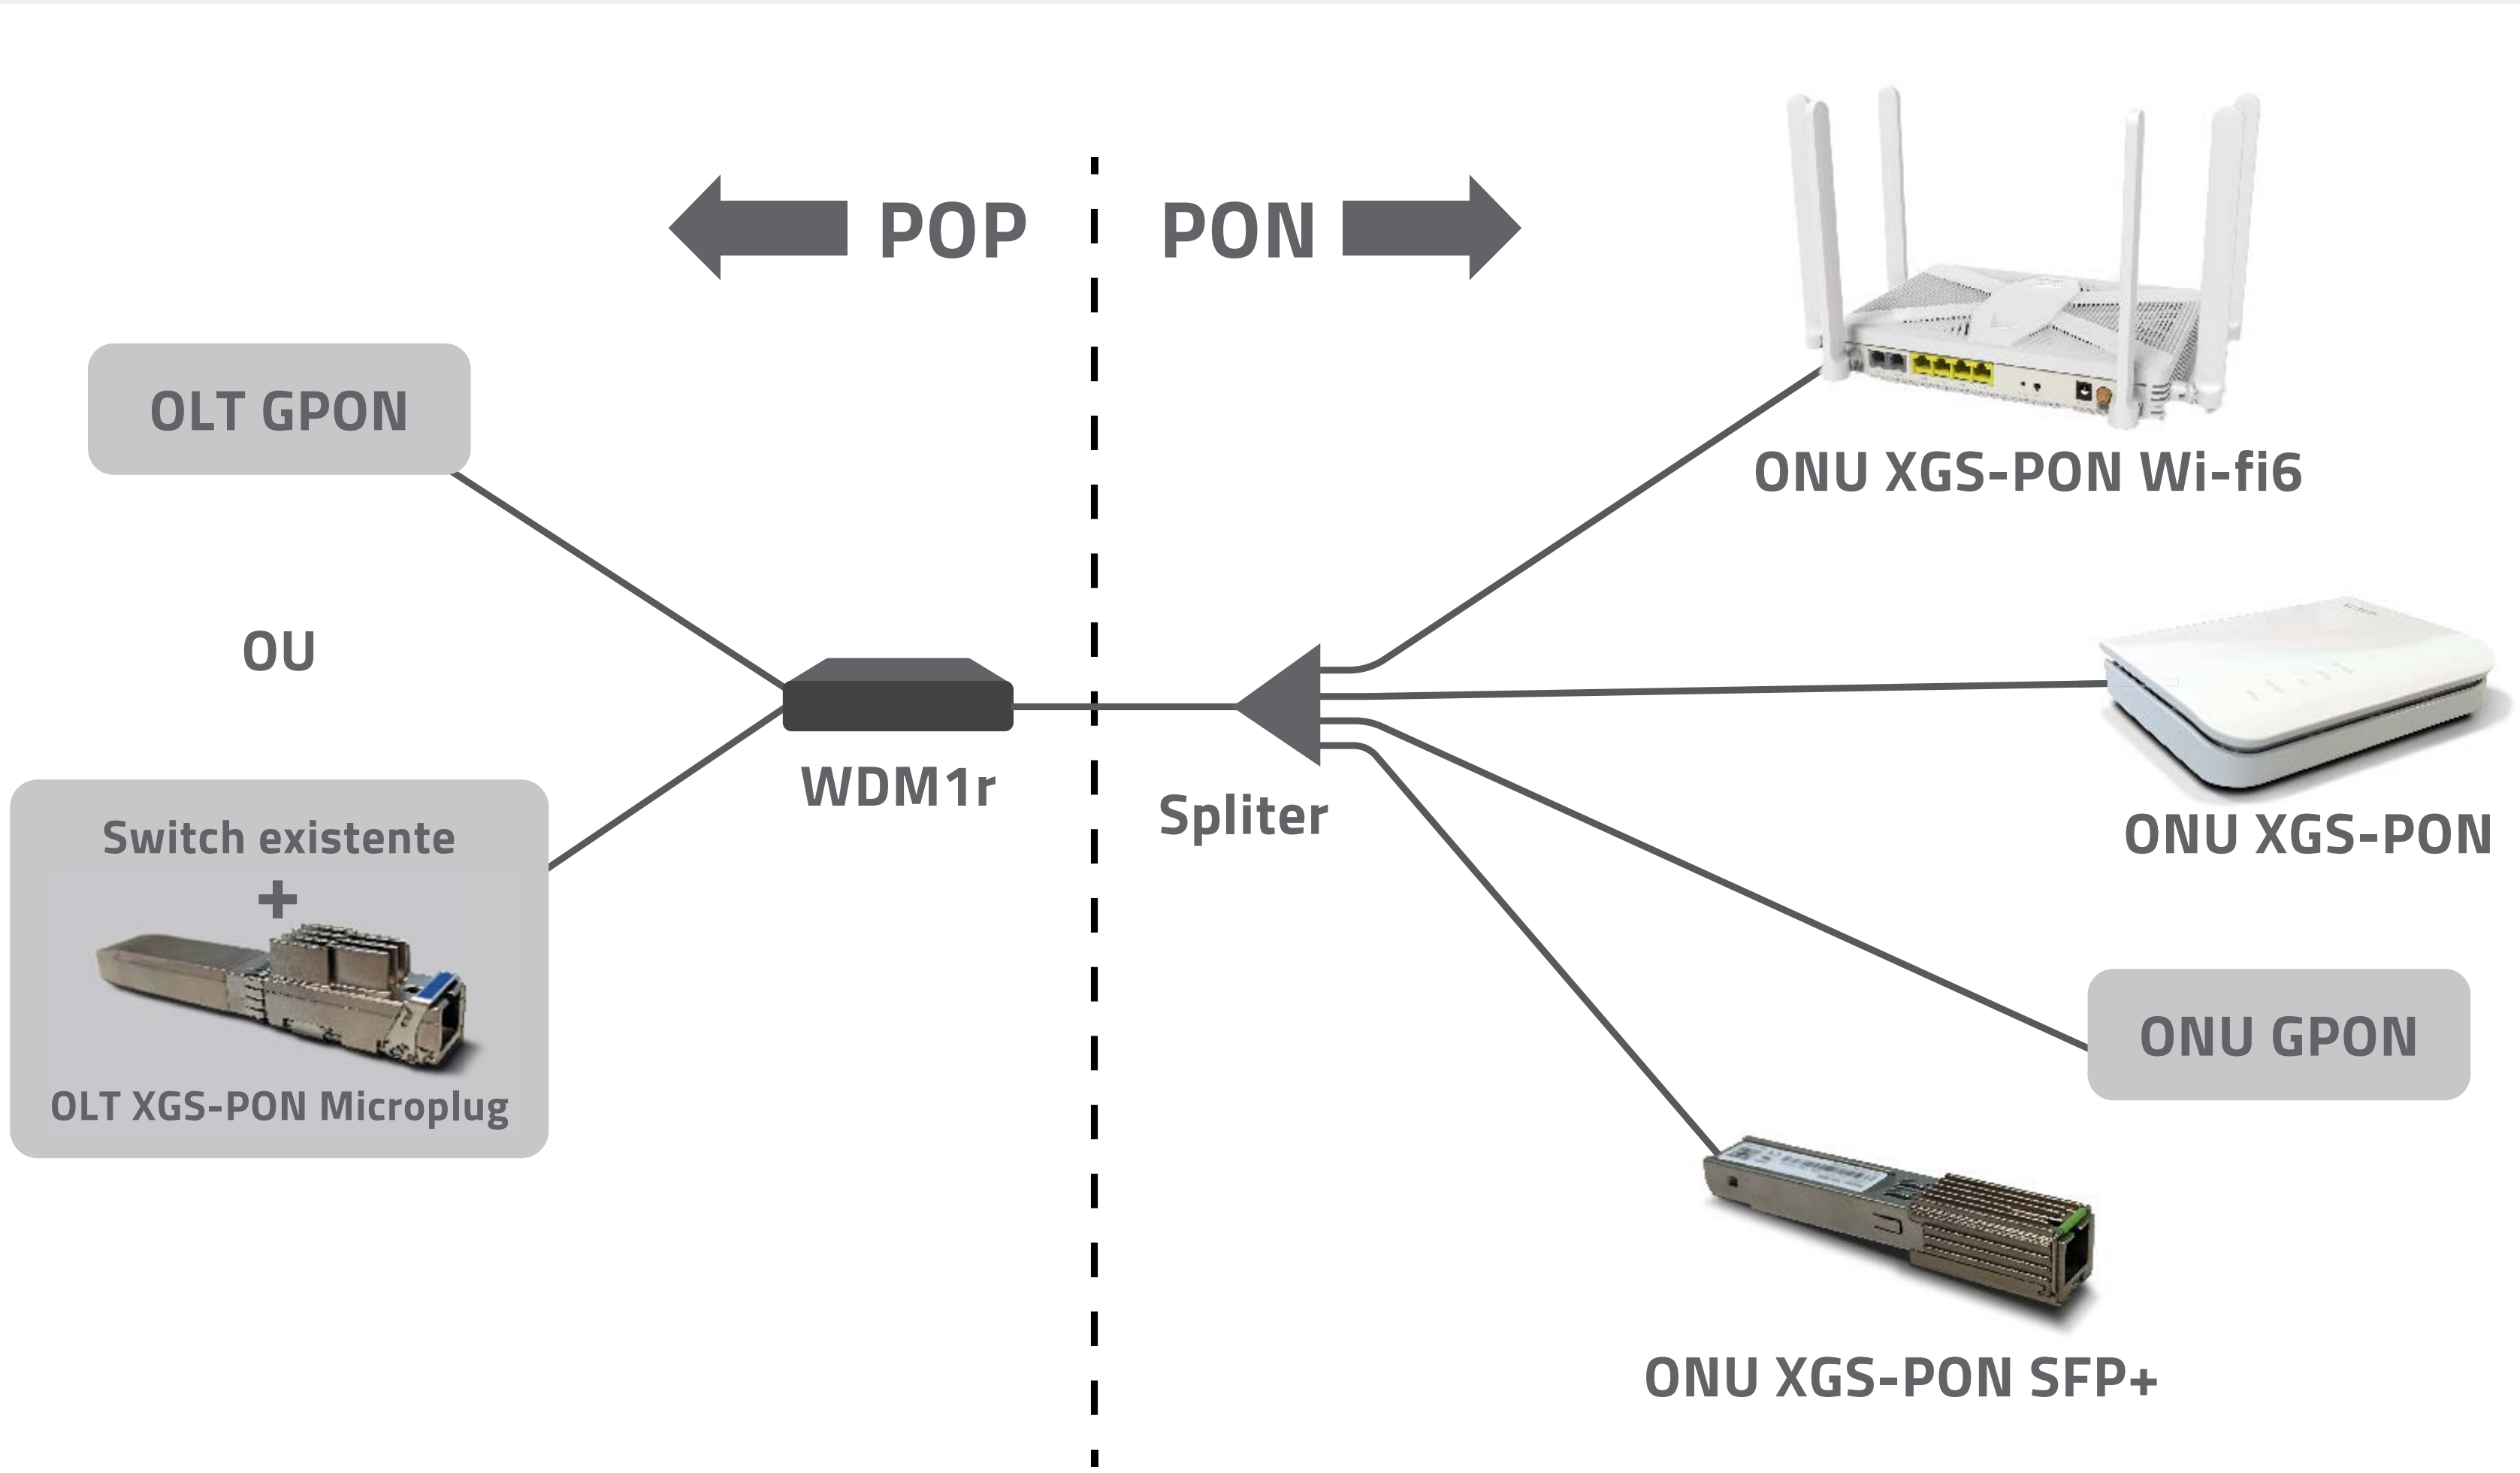 POP
PON
OLT GPON
OU
Switch existente
+
OLT XGS-PON Microplug
WDM1r
Spliter
ONU XGS-PON Wi-fi6
ONU XGS-PON
ONU GPON
ONU XGS-PON SFP+